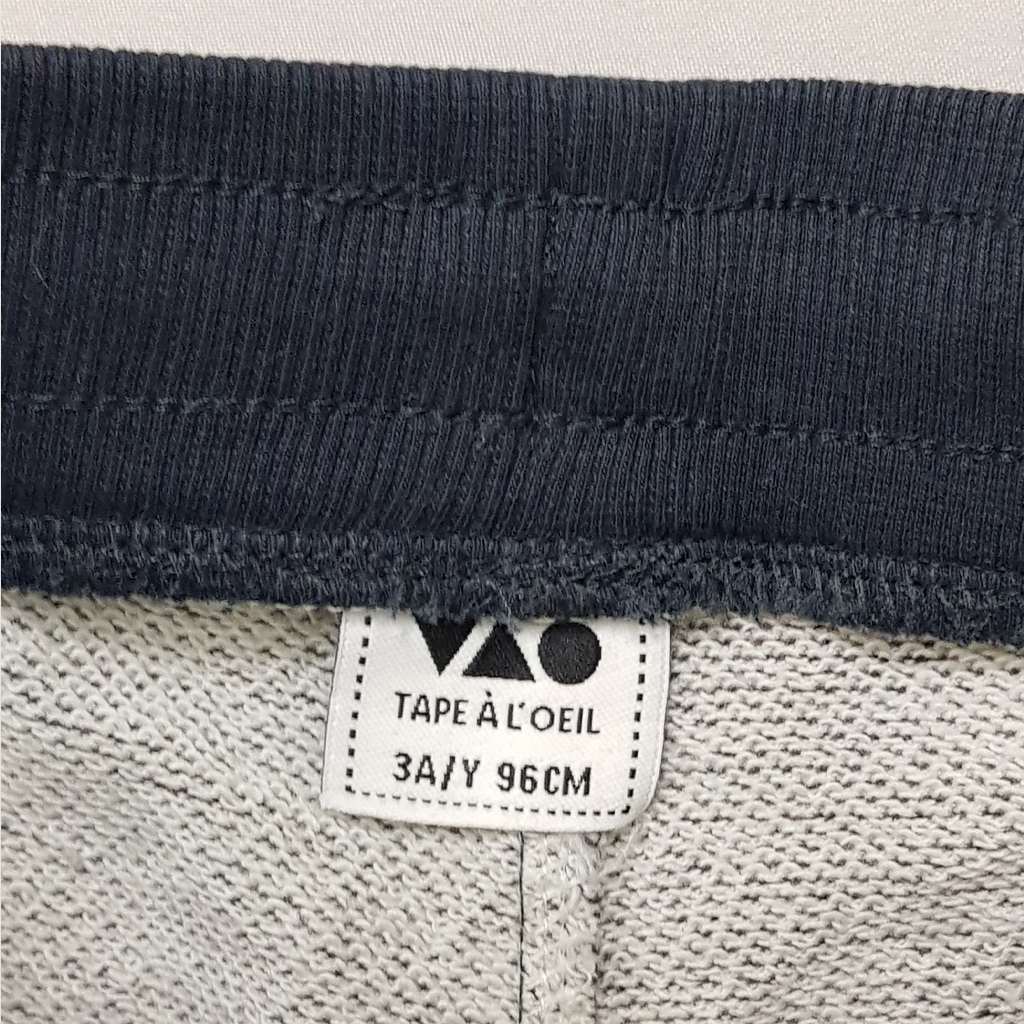 TAPE À L'OEIL
3A/Y 96CM